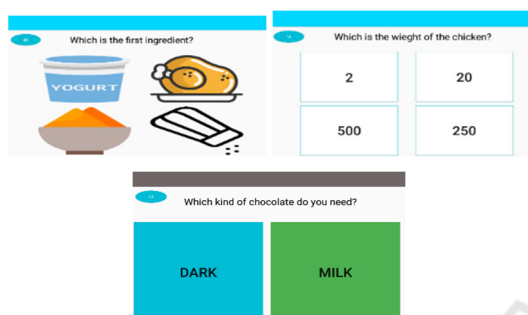 Which is the first ingredient?
YOGURT
Which is the wieght of the chicken?
2
20
500
250
Which kind of chocolate do you need?
DARK
MILK